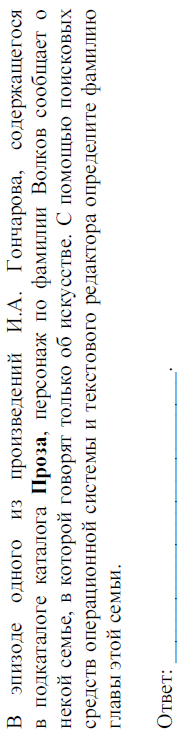 В эпизоде одного из произведений И.А. Гончарова, содержащегося
в подкаталоге каталога Проза, персонаж по фамилии Волков сообщает о
некой семье, в которой говорят только об искусстве. С помощью поисковых
средств операционной системы и текстового редактора определите фамилию
главы этой семьи.
Ответ: ___________________________.